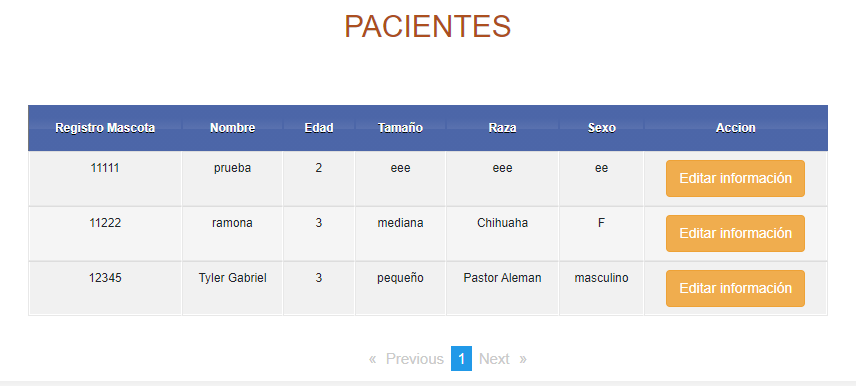 PACIENTES
Registro Mascota Nombre Edad Tamaño Raza Sexo Accion
11111 prueba 2 eee eee ee Editar información
11222 ramona 3 mediana Chihuaha F Editar información
12345 Tyler Gabriel 3 pequeño Pastor Aleman masculino Editar información
« Previous 1 Next »